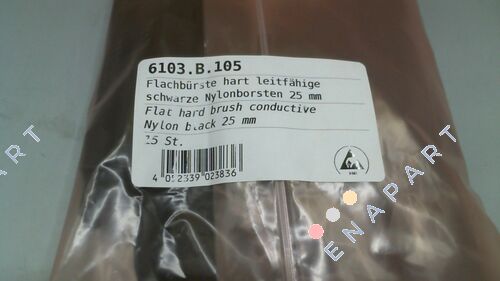 6103.B.105
Flachbürste hart leitfähige
schwarze Nylonborsten 25 mm
Flat hard brush conductive
Nylon black 25 mm
25 St.
4 012339 023836
ENAPART
ENAPART